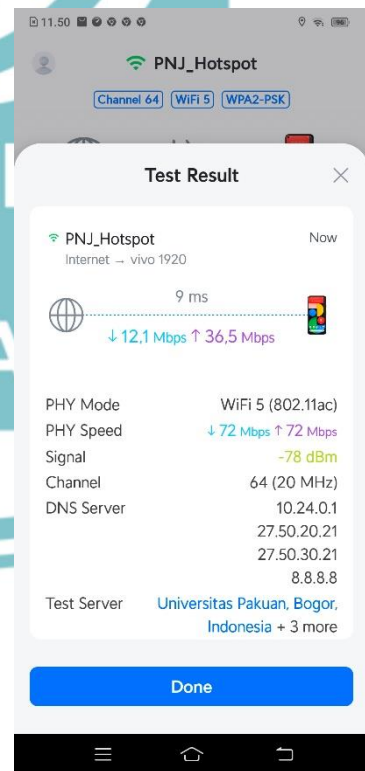 11.50
PNJ_Hotspot
Channel 64 WiFi 5 WPA2-PSK
Test Result
PNJ_Hotspot Now
Internet → vivo 1920
9 ms
↓ 12,1 Mbps ↑ 36,5 Mbps
PHY Mode WiFi 5 (802.11ac)
PHY Speed ↓ 72 Mbps ↑ 72 Mbps
Signal -78 dBm
Channel 64 (20 MHz)
DNS Server 10.24.0.1
27.50.20.21
27.50.30.21
8.8.8.8
Test Server Universitas Pakuan, Bogor,
Indonesia + 3 more
Done